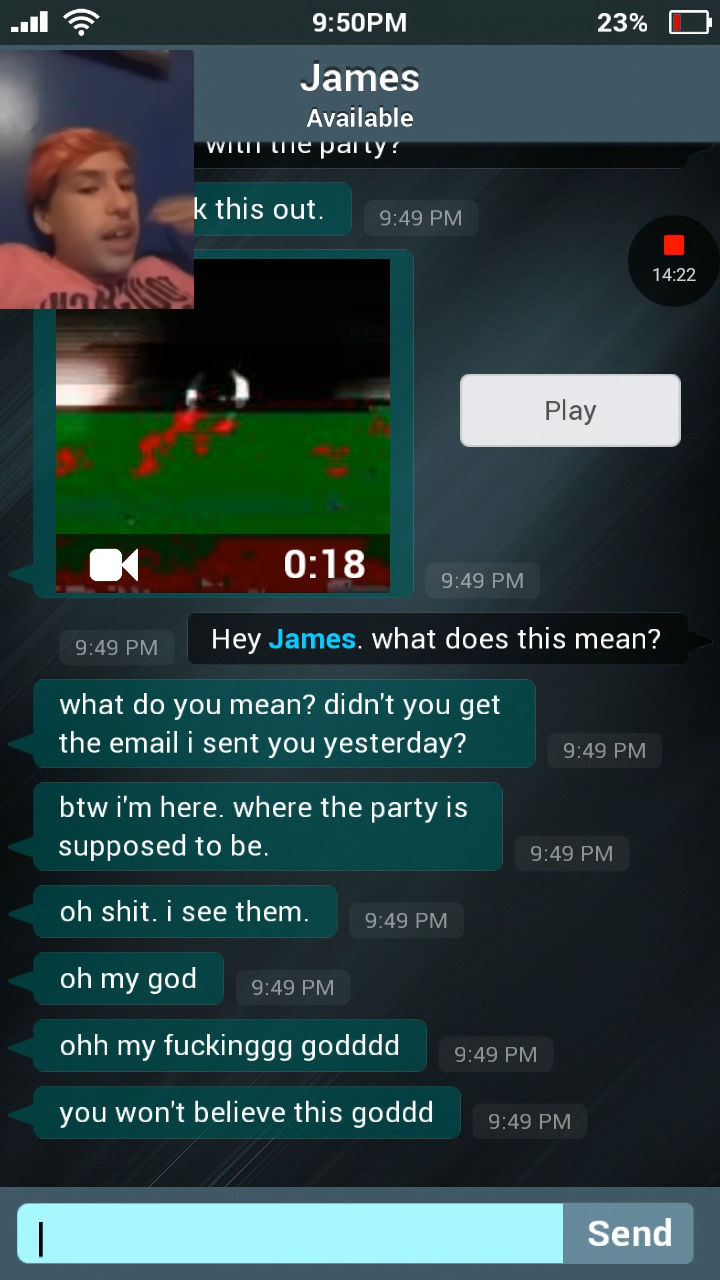 9:50PM
23%
James
Available
with the party?
k this out.
9:49 PM
14:22
Play
0:18
9:49 PM
9:49 PM
Hey James. what does this mean?
what do you mean? didn't you get
the email i sent you yesterday?
9:49 PM
btw i'm here. where the party is
supposed to be.
9:49 PM
oh shit. i see them.
9:49 PM
oh my god
9:49 PM
ohh my fuckinggg godddd
9:49 PM
you won't believe this goddd
9:49 PM
Send